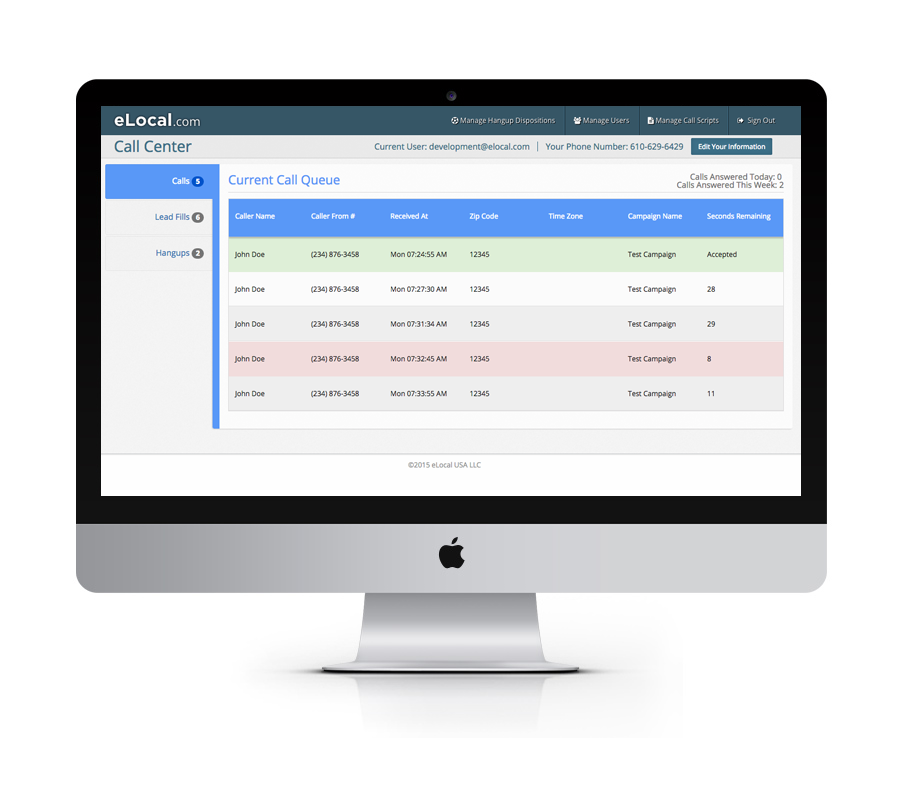 eLocal.com
Manage Hangup Dispositions Manage Users Manage Call Scripts Sign Out
Call Center
Current User: development@elocal.com | Your Phone Number: 610-629-6429 Edit Your Information
Calls 5
Lead Fills 6
Hangups 2
Current Call Queue
Calls Answered Today: 0
Calls Answered This Week: 2
Caller Name Caller From # Received At Zip Code Time Zone Campaign Name Seconds Remaining
John Doe (234) 876-3458 Mon 07:24:55 AM 12345 Test Campaign Accepted
John Doe (234) 876-3458 Mon 07:27:30 AM 12345 Test Campaign 28
John Doe (234) 876-3458 Mon 07:31:34 AM 12345 Test Campaign 29
John Doe (234) 876-3458 Mon 07:32:45 AM 12345 Test Campaign 8
John Doe (234) 876-3458 Mon 07:33:55 AM 12345 Test Campaign 11
©2015 eLocal USA LLC